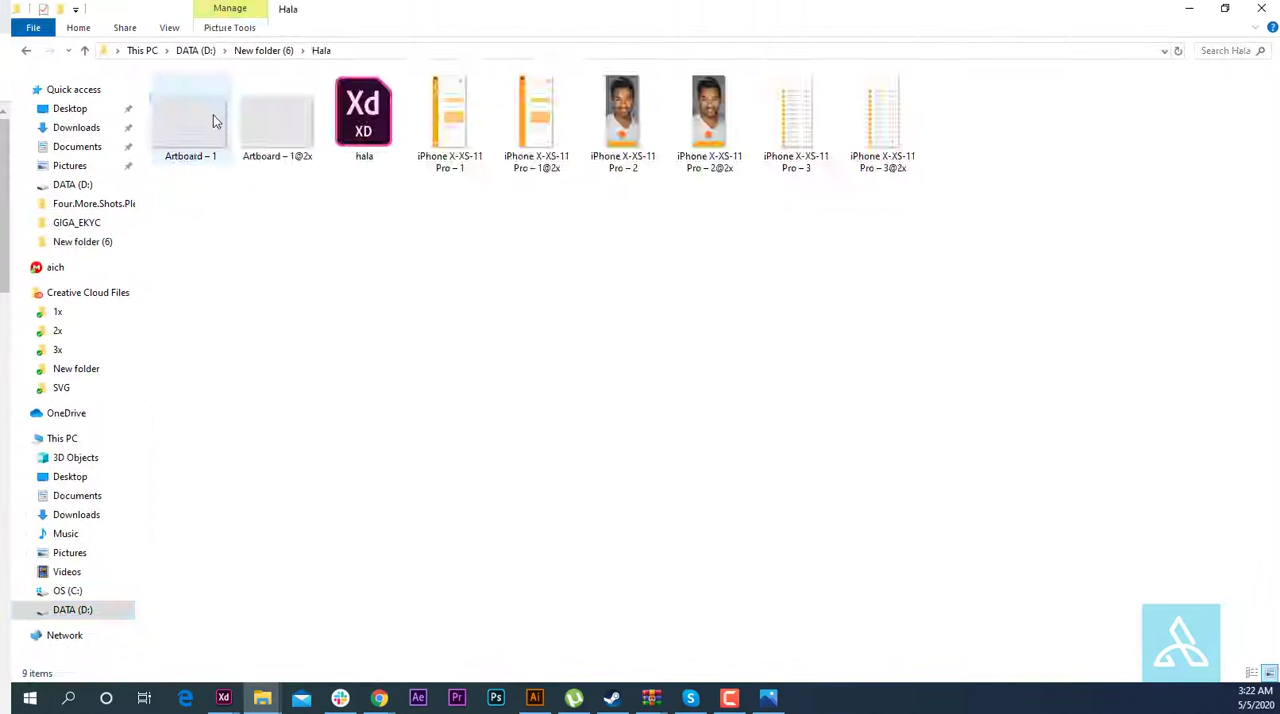 Manage
Hala
File
Home
Share
View
Picture Tools
This PC > DATA (D:) > New folder (6) > Hala
Search Hala
Quick access
Desktop
Downloads
Documents
Pictures
DATA (D:)
Four.More.Shots.Ple
GIGA_EKYC
New folder (6)
aich
Creative Cloud Files
1x
2x
3x
New folder
SVG
OneDrive
This PC
3D Objects
Desktop
Documents
Downloads
Music
Pictures
Videos
OS (C:)
DATA (D:)
Network
Xd
XD
Artboard – 1
Artboard – 1@2x
hala
iPhone X-XS-11
Pro – 1
iPhone X-XS-11
Pro – 1@2x
iPhone X-XS-11
Pro – 2
iPhone X-XS-11
Pro – 2@2x
iPhone X-XS-11
Pro – 3
iPhone X-XS-11
Pro – 3@2x
9 items
Xd
Ae
Pr
Ps
Ai
3:22 AM
5/5/2020